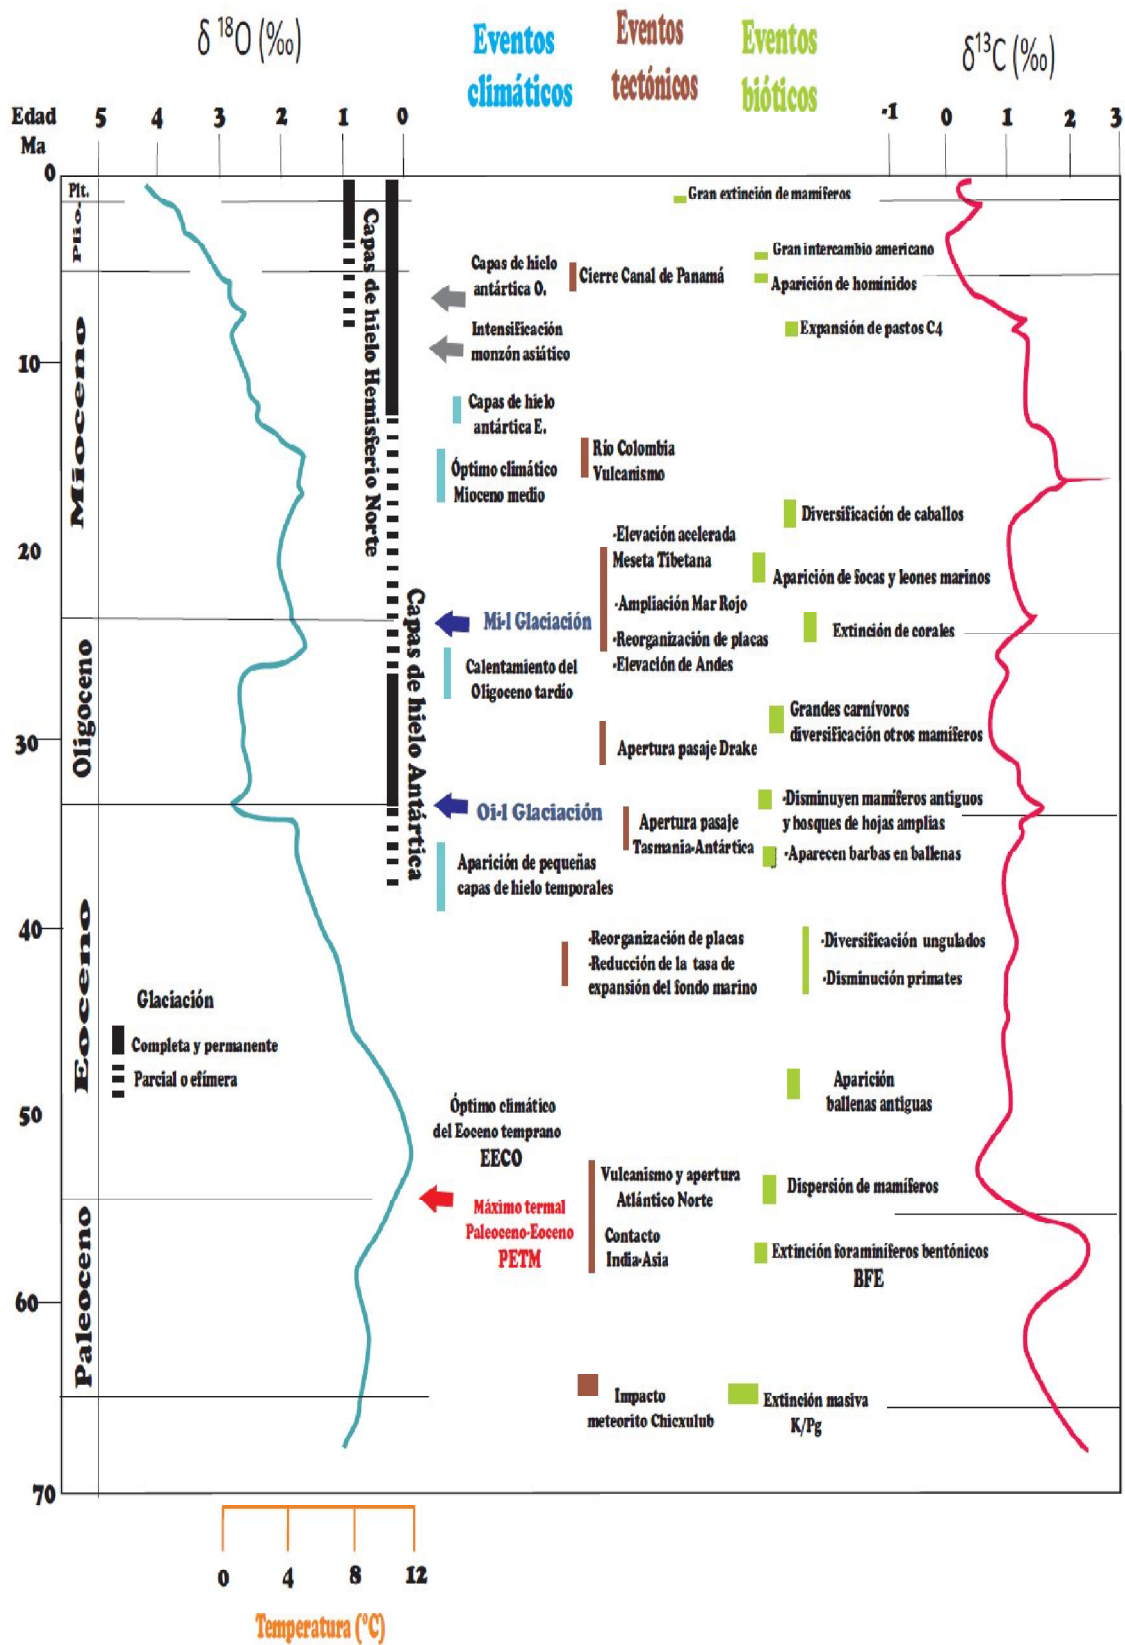 δ 18O (‰)
Eventos
climáticos
Eventos
tectónicos
Eventos
bióticos
δ13C (‰)
Edad
Ma
5 4 3 2 1 0
-1 0 1 2 3
0
10
20
30
40
50
60
70
Plt.
Plio.
Mioceno
Oligoceno
Eoceno
Paleoceno
Capas de hielo Hemisferio Norte
Capas de hielo Antártica
Glaciación
Completa y permanente
Parcial o efímera
Capas de hielo
antártica O.
Intensificación
monzón asiático
Capas de hielo
antártica E.
Óptimo climático
Mioceno medio
Mi-l Glaciación
Calentamiento del
Oligoceno tardío
Oi-l Glaciación
Aparición de pequeñas
capas de hielo temporales
Óptimo climático
del Eoceno temprano
EECO
Máximo termal
Paleoceno-Eoceno
PETM
Cierre Canal de Panamá
Río Colombia
Vulcanismo
-Elevación acelerada
Meseta Tibetana
-Ampliación Mar Rojo
-Reorganización de placas
-Elevación de Andes
Apertura pasaje Drake
Apertura pasaje
Tasmania-Antártica
-Reorganización de placas
-Reducción de la tasa de
expansión del fondo marino
Vulcanismo y apertura
Atlántico Norte
Contacto
India-Asia
Impacto
meteorito Chicxulub
Gran extinción de mamíferos
Gran intercambio americano
Aparición de homínidos
Expansión de pastos C4
Diversificación de caballos
Aparición de focas y leones marinos
Extinción de corales
Grandes carnívoros
diversificación otros mamíferos
-Disminuyen mamíferos antiguos
y bosques de hojas amplias
-Aparecen barbas en ballenas
-Diversificación ungulados
-Disminución primates
Aparición
ballenas antiguas
Dispersión de mamíferos
Extinción foraminíferos bentónicos
BFE
Extinción masiva
K/Pg
0 4 8 12
Temperatura (°C)